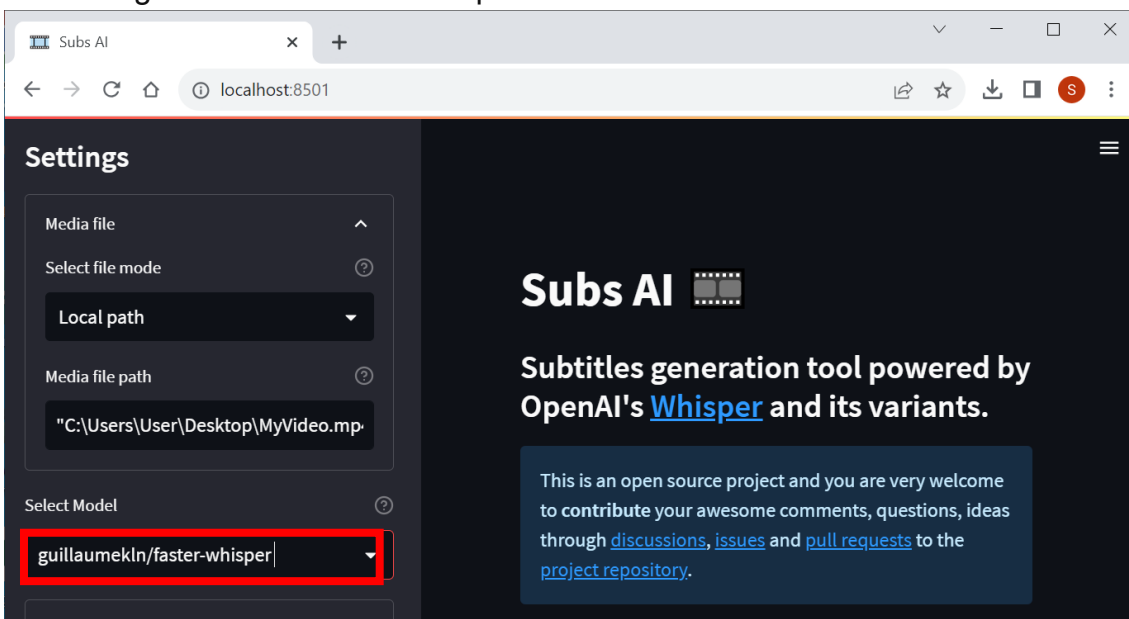 Subs AI
localhost:8501
S
Settings
Media file
Select file mode
Local path
Media file path
"C:\Users\User\Desktop\MyVideo.mp
Select Model
guillaumekln/faster-whisper
Subs AI
Subtitles generation tool powered by
OpenAI's Whisper and its variants.
This is an open source project and you are very welcome
to contribute your awesome comments, questions, ideas
through discussions, issues and pull requests to the
project repository.